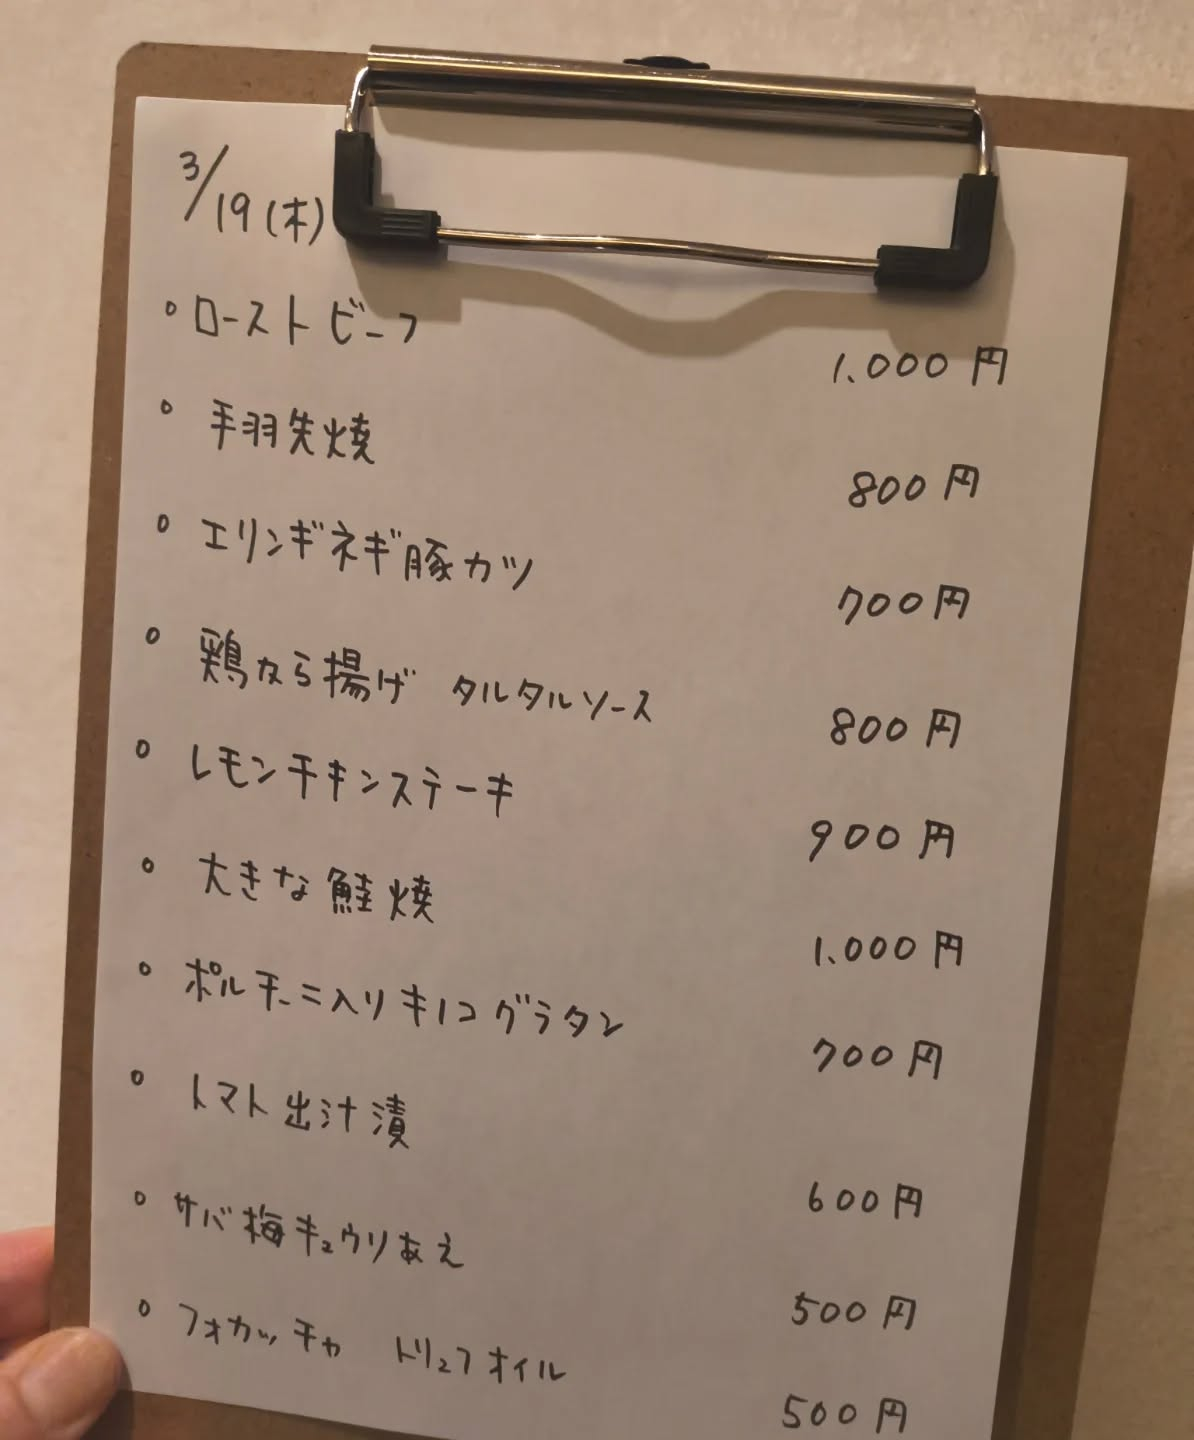 3/19(木)
○ローストビーフ 1.000円
○手羽先焼 800円
○エリンギネギ豚カツ 700円
○鶏から揚げ タルタルソース 800円
○レモンチキンステーキ 900円
○大きな鮭焼 1.000円
○ポルチーニ入りキノコグラタン 700円
○トマト出汁漬 600円
○サバ梅キュウリあえ 500円
○フォカッチャ トリュフオイル 500円